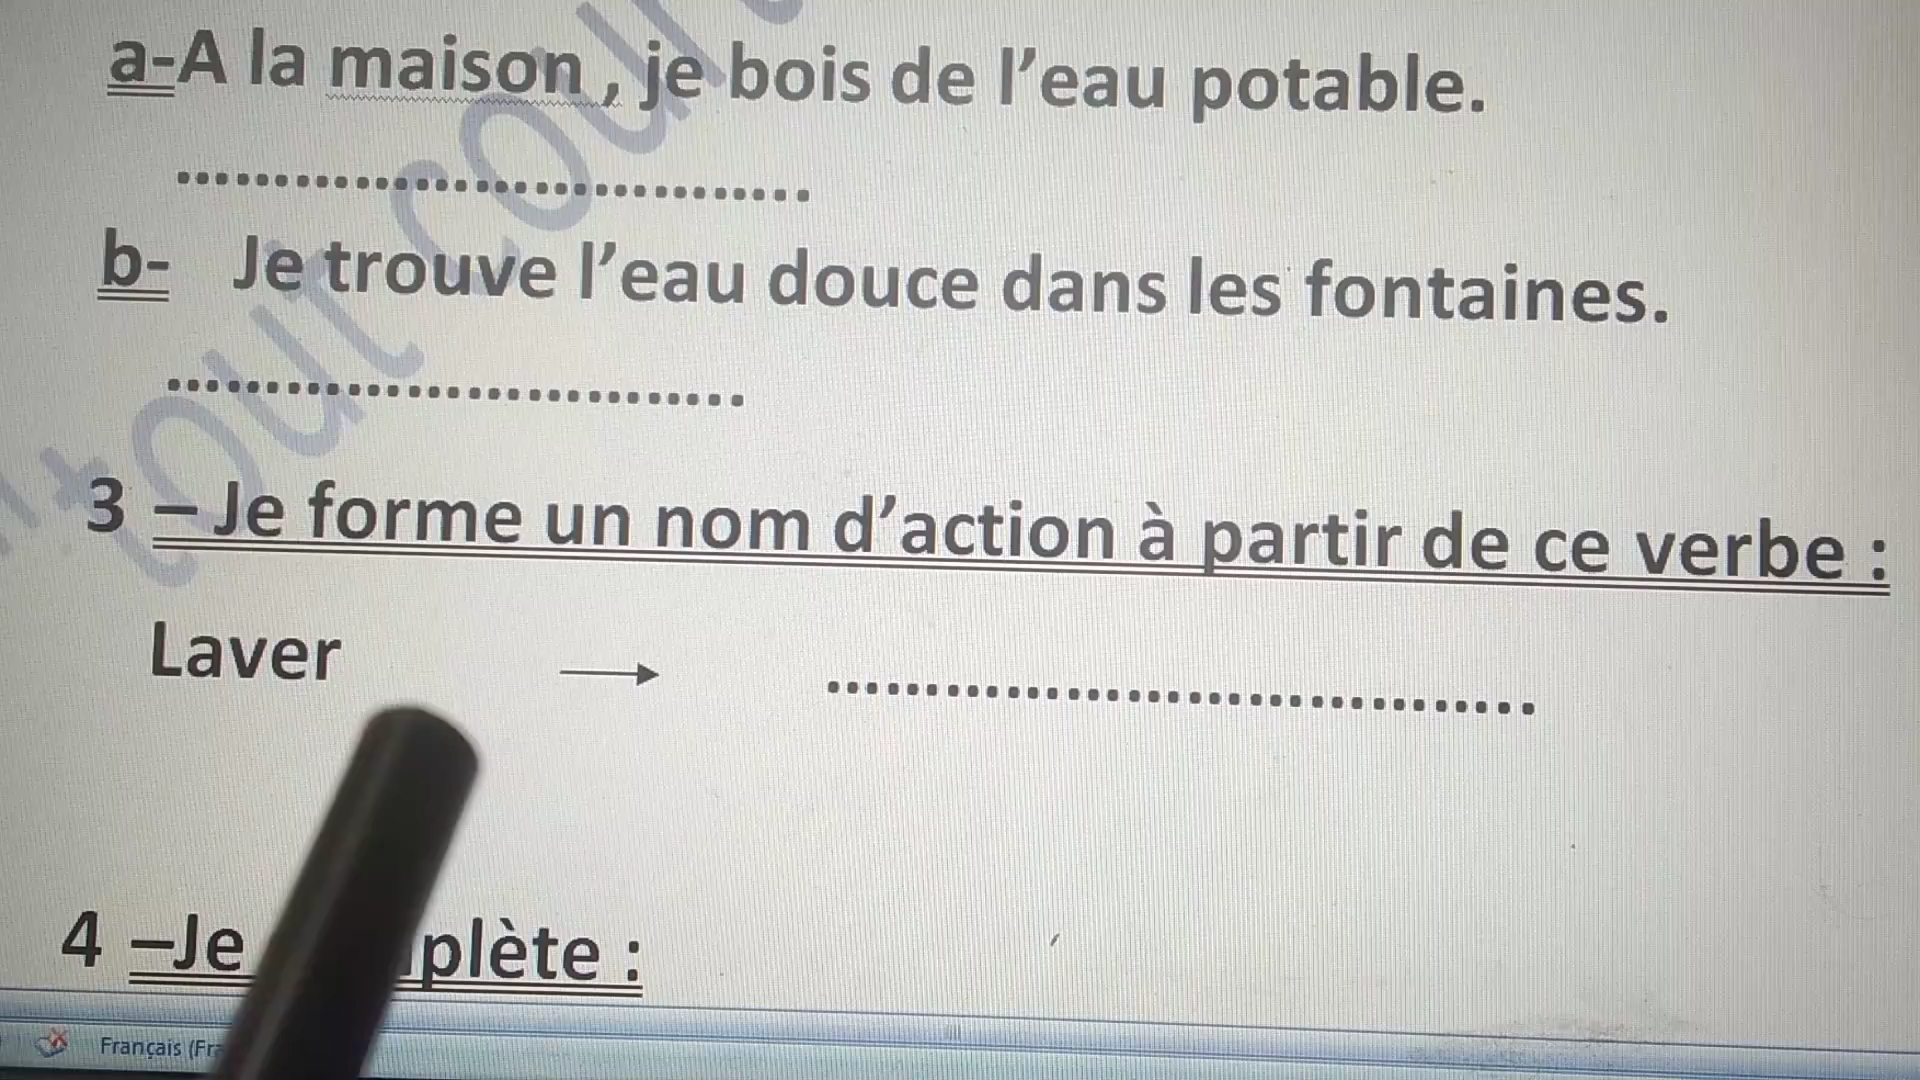 a-A la maison , je bois de l’eau potable.
................................
b- Je trouve l’eau douce dans les fontaines.
.............................
3 – Je forme un nom d’action à partir de ce verbe :
Laver → ...................................
4 –Je plète :
Français (Fr